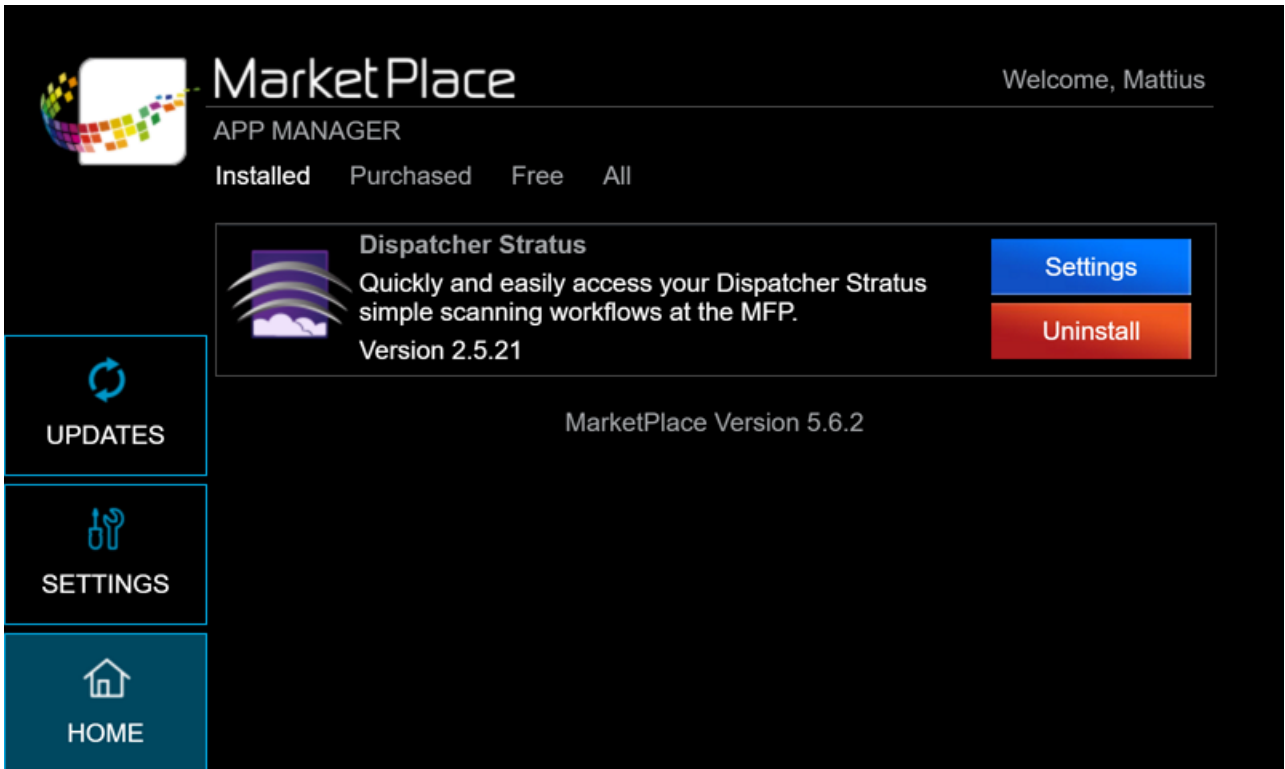 MarketPlace
Welcome, Mattius
APP MANAGER
Installed Purchased Free All
Dispatcher Stratus
Quickly and easily access your Dispatcher Stratus
simple scanning workflows at the MFP.
Version 2.5.21
Settings
Uninstall
MarketPlace Version 5.6.2
UPDATES
SETTINGS
HOME